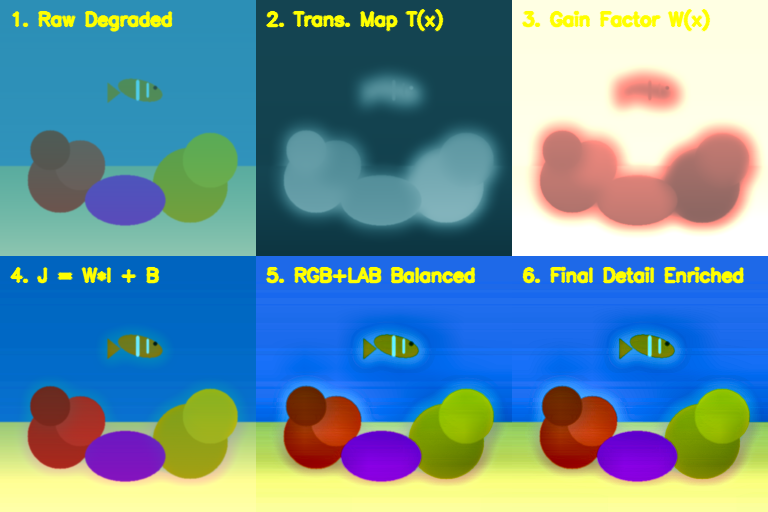 1. Raw Degraded
2. Trans. Map T(x)
3. Gain Factor W(x)
4. J = W*I + B
5. RGB+LAB Balanced
6. Final Detail Enriched